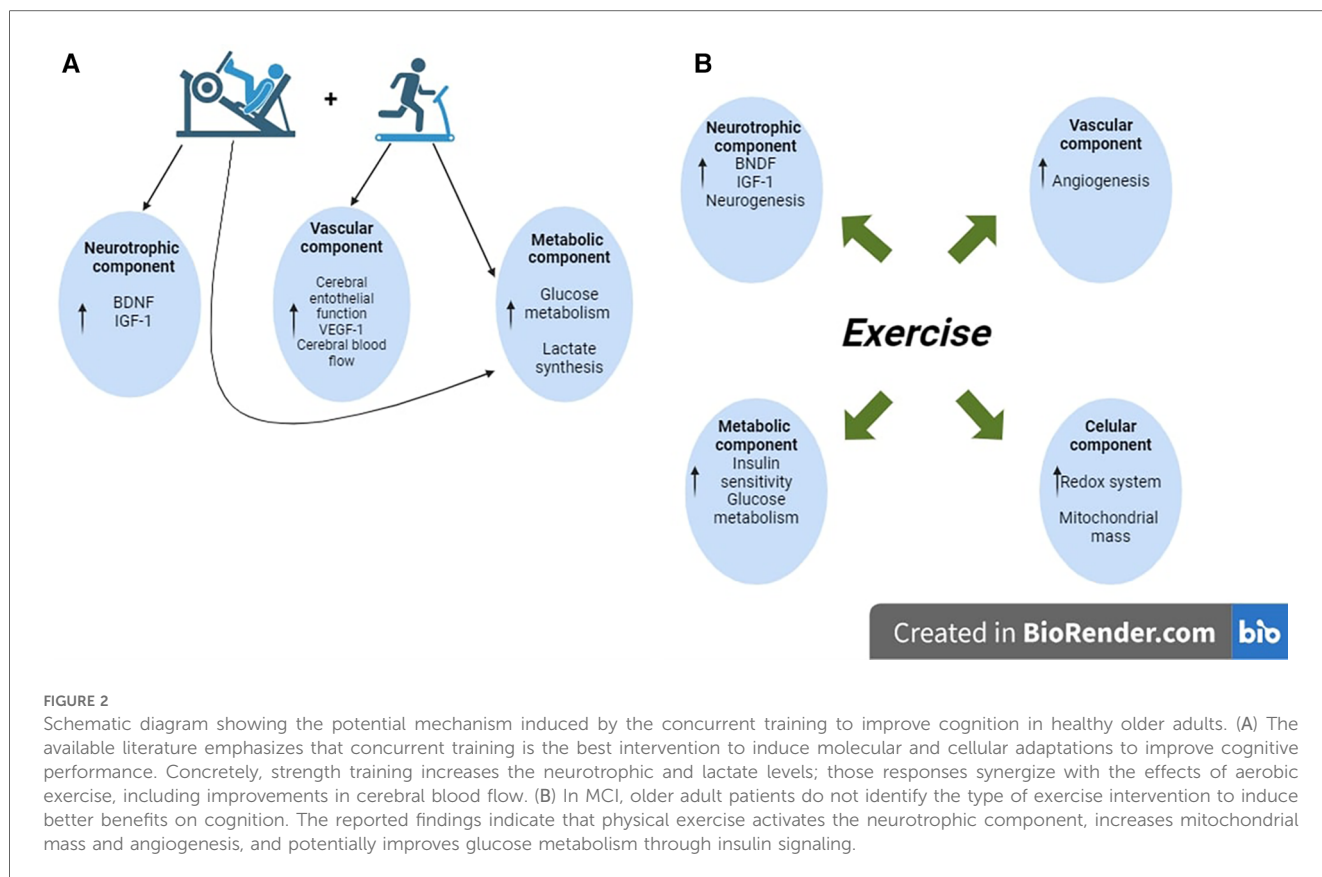 A
+
Neurotrophic
component
BDNF
IGF-1
Vascular
component
Cerebral
entothelial
function
VEGF-1
Cerebral blood
flow
Metabolic
component
Glucose
metabolism
Lactate
synthesis
B
Neurotrophic
component
BNDF
IGF-1
Neurogenesis
Vascular
component
Angiogenesis
Exercise
Metabolic
component
Insulin
sensitivity
Glucose
metabolism
Cellular
component
Redox system
Mitochondrial
mass
Created in BioRender.com bio
FIGURE 2
Schematic diagram showing the potential mechanism induced by the concurrent training to improve cognition in healthy older adults. (A) The
available literature emphasizes that concurrent training is the best intervention to induce molecular and cellular adaptations to improve cognitive
performance. Concretely, strength training increases the neurotrophic and lactate levels; those responses synergize with the effects of aerobic
exercise, including improvements in cerebral blood flow. (B) In MCI, older adult patients do not identify the type of exercise intervention to induce
better benefits on cognition. The reported findings indicate that physical exercise activates the neurotrophic component, increases mitochondrial
mass and angiogenesis, and potentially improves glucose metabolism through insulin signaling.